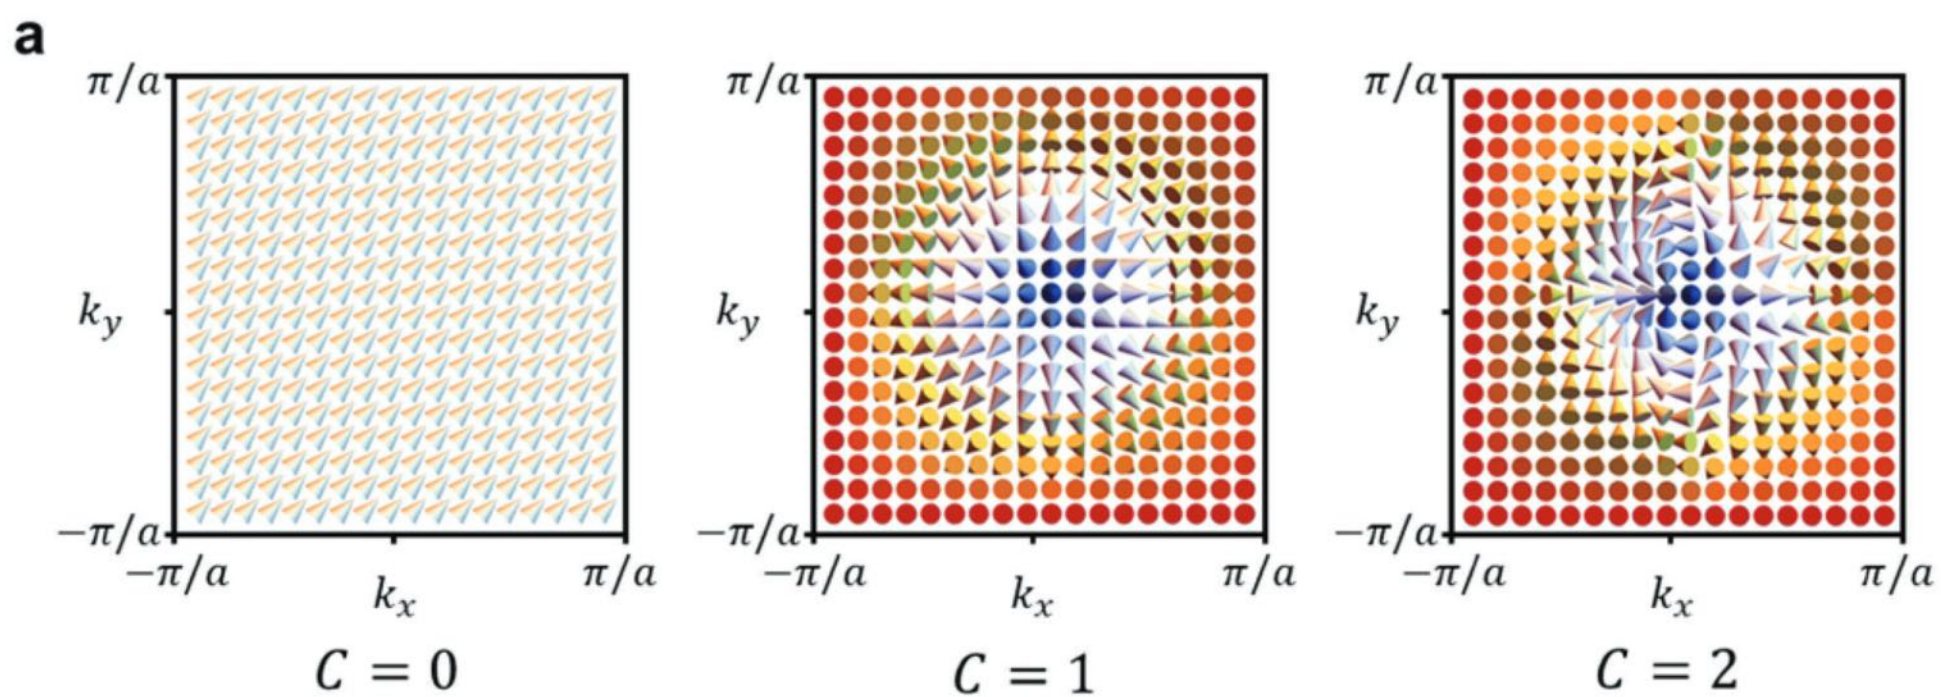 a
π/a π/a π/a
k_y k_y k_y
−π/a −π/a −π/a
−π/a π/a −π/a π/a −π/a π/a
k_x k_x k_x
C = 0 C = 1 C = 2